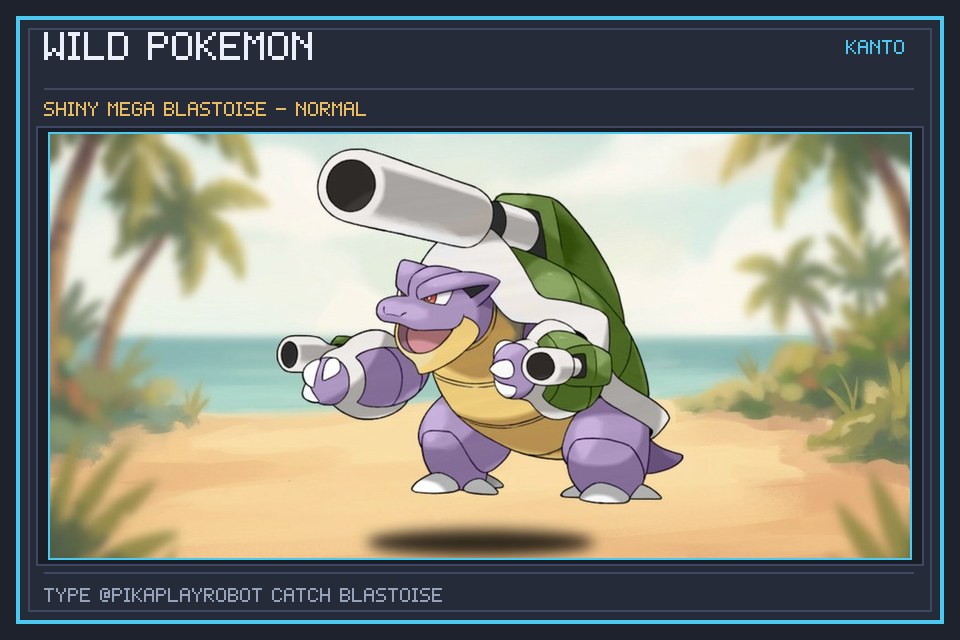 WILD POKEMON
KANTO
SHINY MEGA BLASTOISE - NORMAL
TYPE @PIKAPLAYROBOT CATCH BLASTOISE